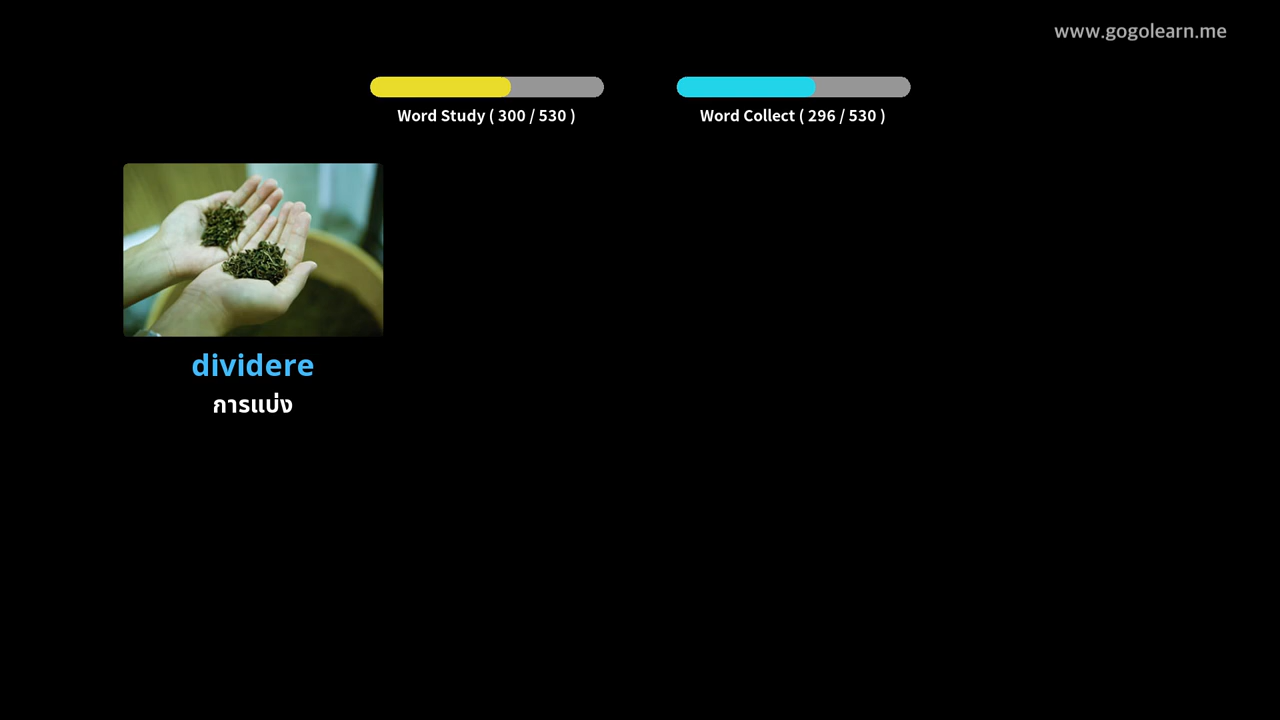 www.gogolearn.me
Word Study ( 300 / 530 )
Word Collect ( 296 / 530 )
dividere
การแบ่ง